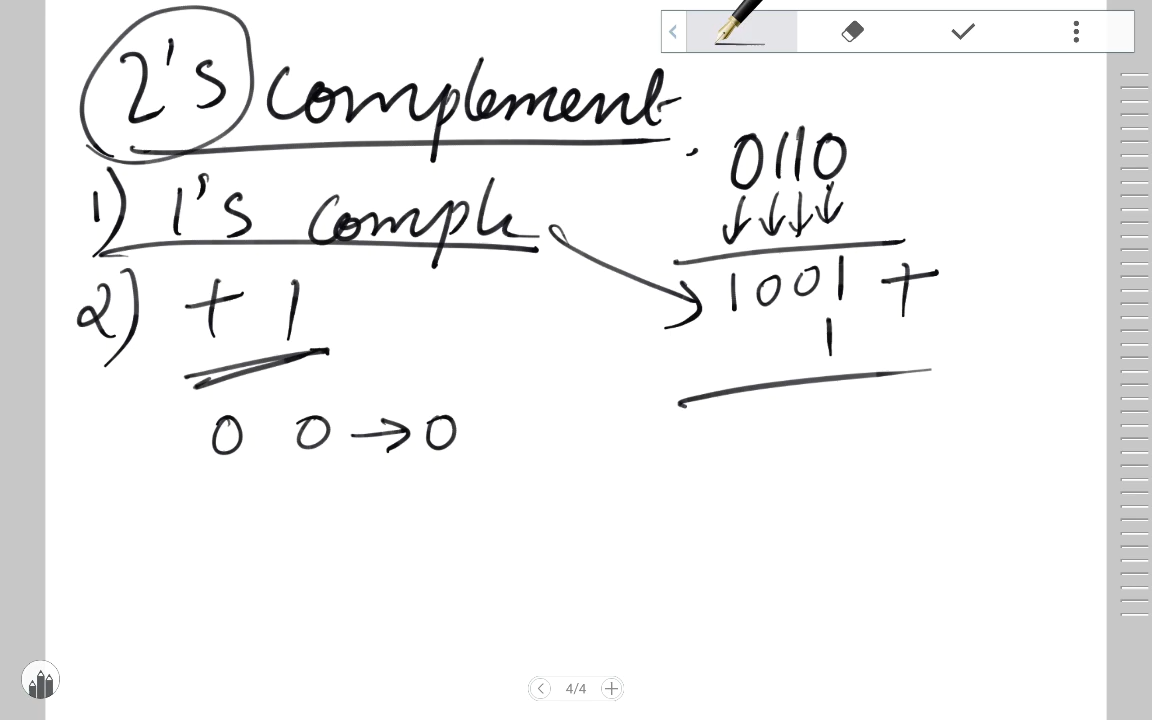 2's complement.
1) 1's comple
2) + 1
0 0 → 0
0110
↓↓↓↓
1001 +
1
4/4